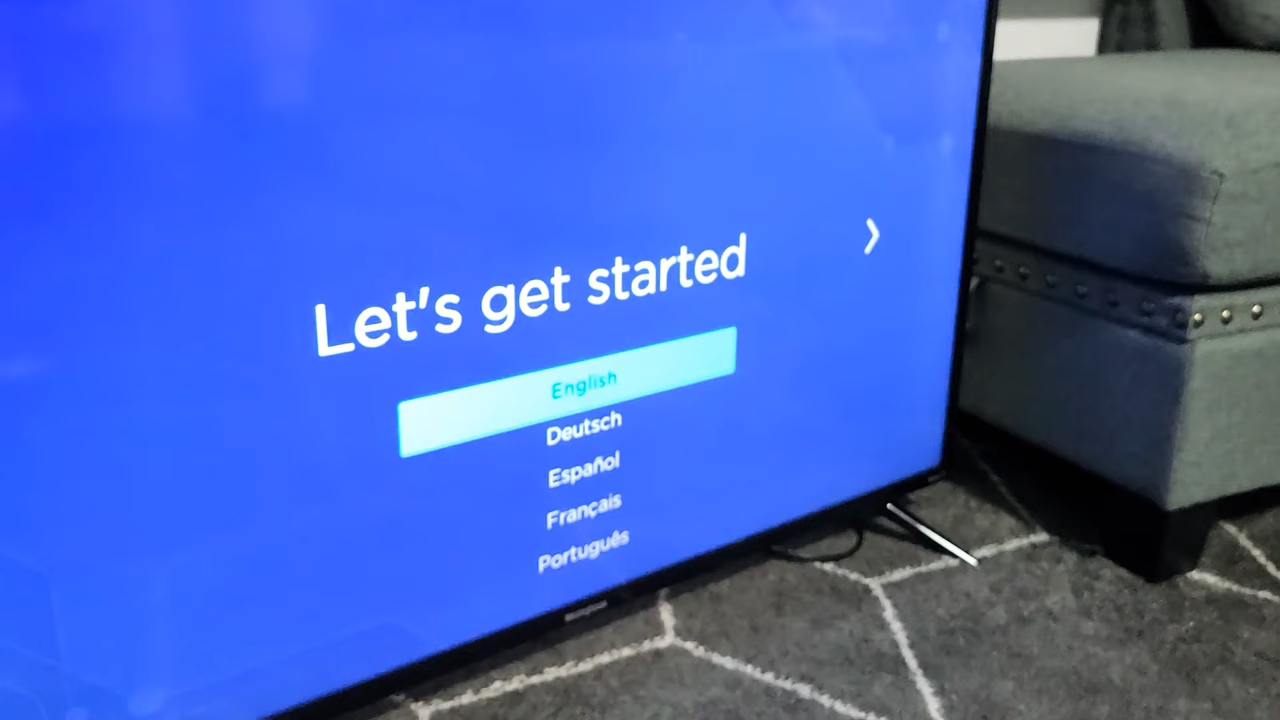 Let's get started
English
Deutsch
Español
Français
Português